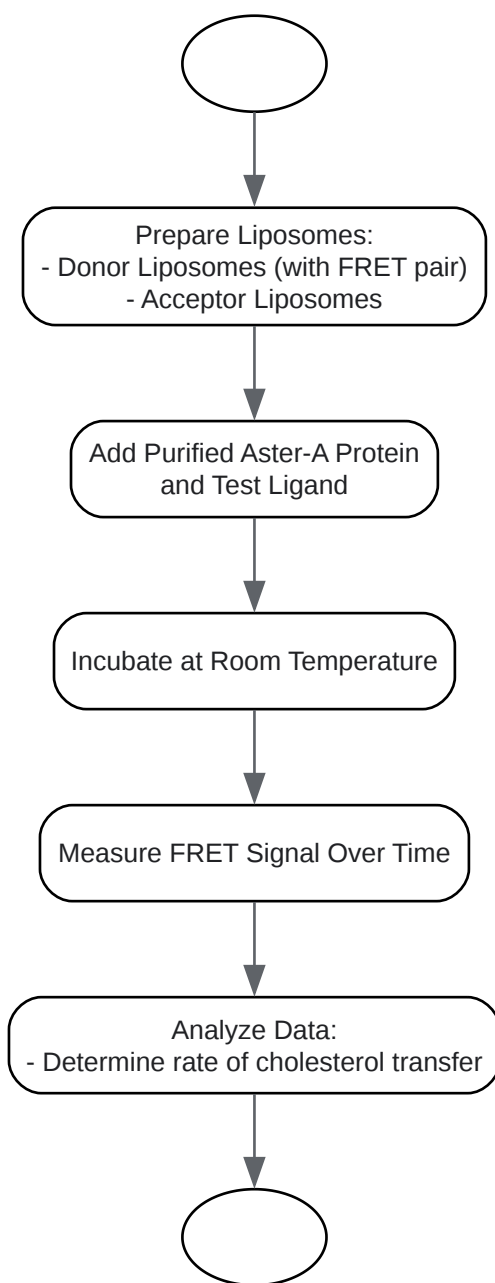 Prepare Liposomes:
- Donor Liposomes (with FRET pair)
- Acceptor Liposomes
Add Purified Aster-A Protein
and Test Ligand
Incubate at Room Temperature
Measure FRET Signal Over Time
Analyze Data:
- Determine rate of cholesterol transfer